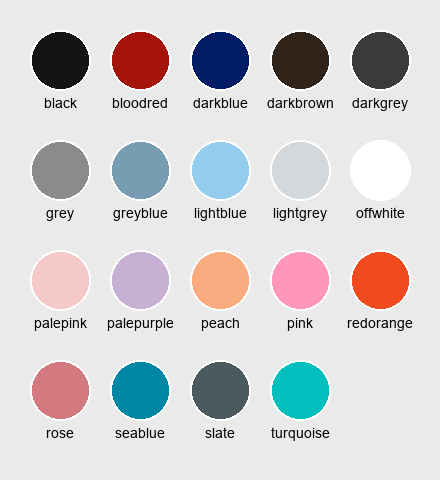 black bloodred darkblue darkbrown darkgrey
grey greyblue lightblue lightgrey offwhite
palepink palepurple peach pink redorange
rose seablue slate turquoise